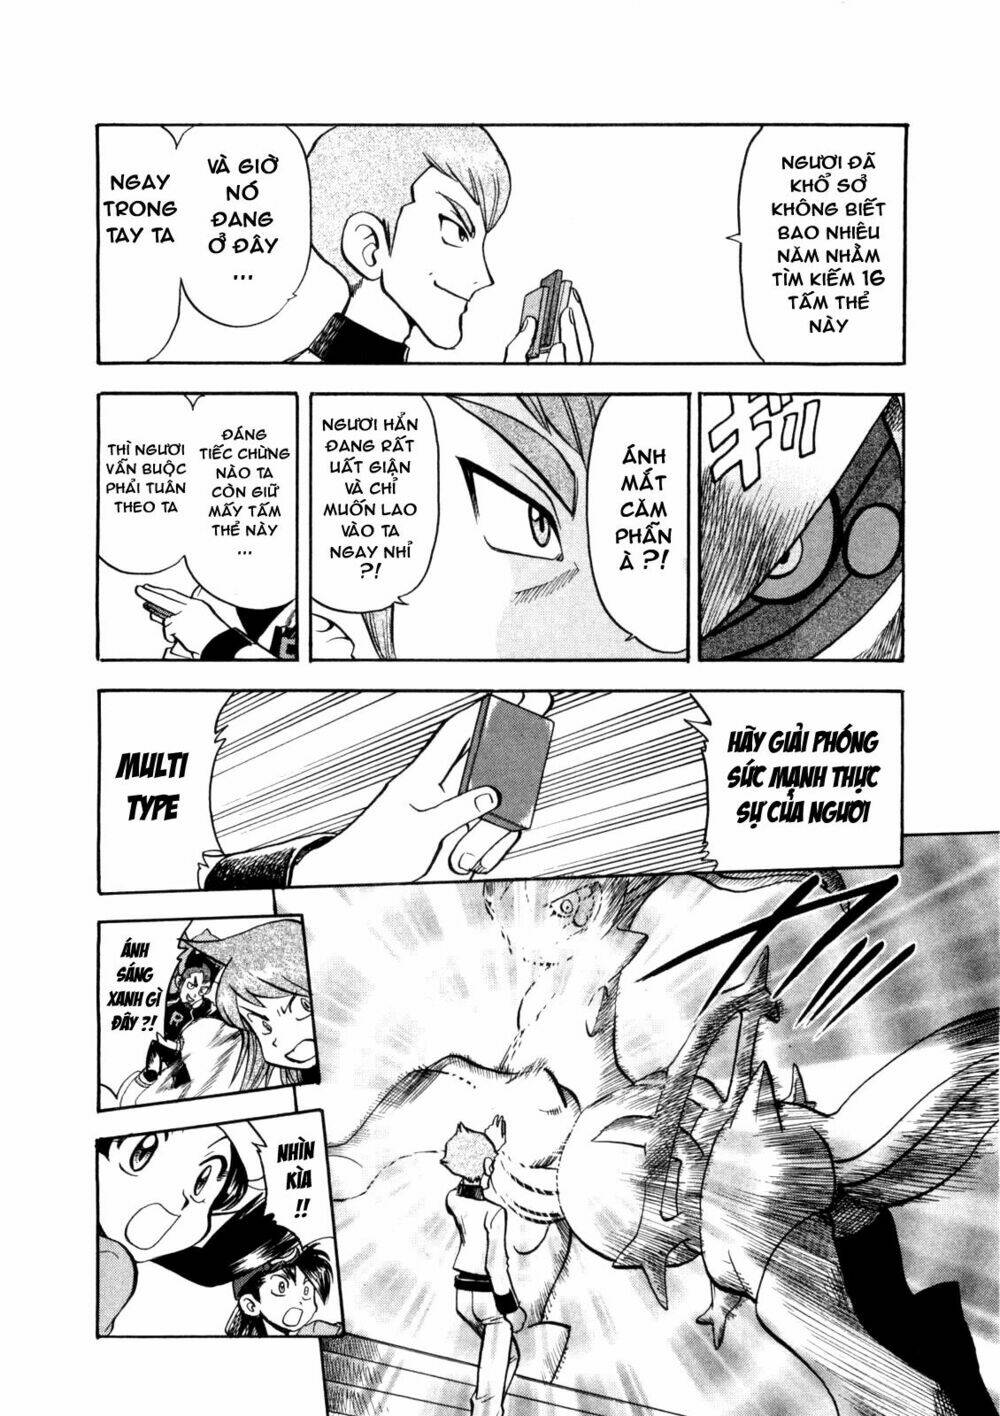 NGƯƠI ĐÃ
KHỔ SỞ
KHÔNG BIẾT
BAO NHIÊU
NĂM NHẰM
TÌM KIẾM 16
TẤM THẺ
NÀY
VÀ GIỜ
NÓ
ĐANG
Ở ĐÂY
...
NGAY
TRONG
TAY TA
ギリ
ÁNH
MẮT
CĂM
PHẪN
À ?!
NGƯƠI HẲN
ĐANG RẤT
UẤT GIẬN
VÀ CHỈ
MUỐN LAO
VÀO TA
NGAY NHỈ
?!
ĐÁNG
TIẾC CHỪNG
NÀO TA
CÒN GIỮ
MẤY TẤM
THẺ NÀY
...
THÌ NGƯƠI
VẪN BUỘC
PHẢI TUÂN
THEO TA
HÃY GIẢI PHÓNG
SỨC MẠNH THỰC
SỰ CỦA NGƯƠI
MULTI
TYPE
ÁNH
SÁNG
XANH GÌ
ĐÂY ?!
R
NHÌN
KÌA
!!